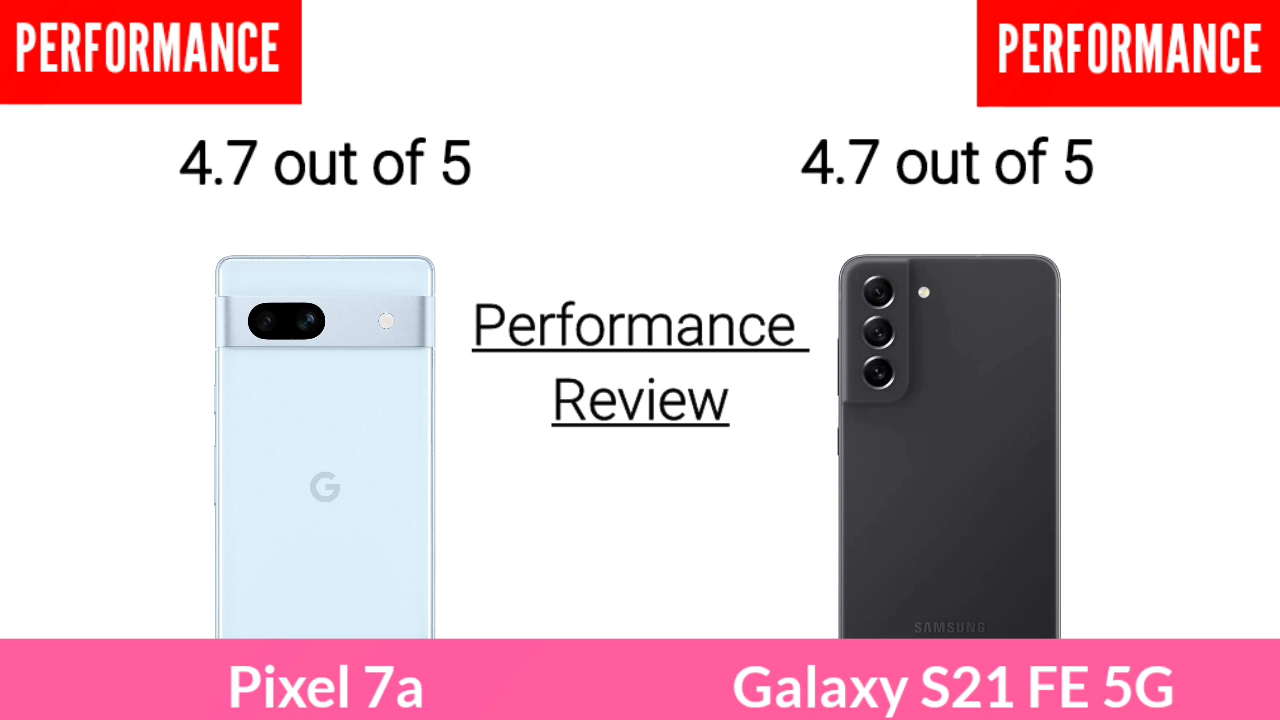 PERFORMANCE
PERFORMANCE
4.7 out of 5
4.7 out of 5
Performance
Review
G
SAMSUNG
Pixel 7a
Galaxy S21 FE 5G